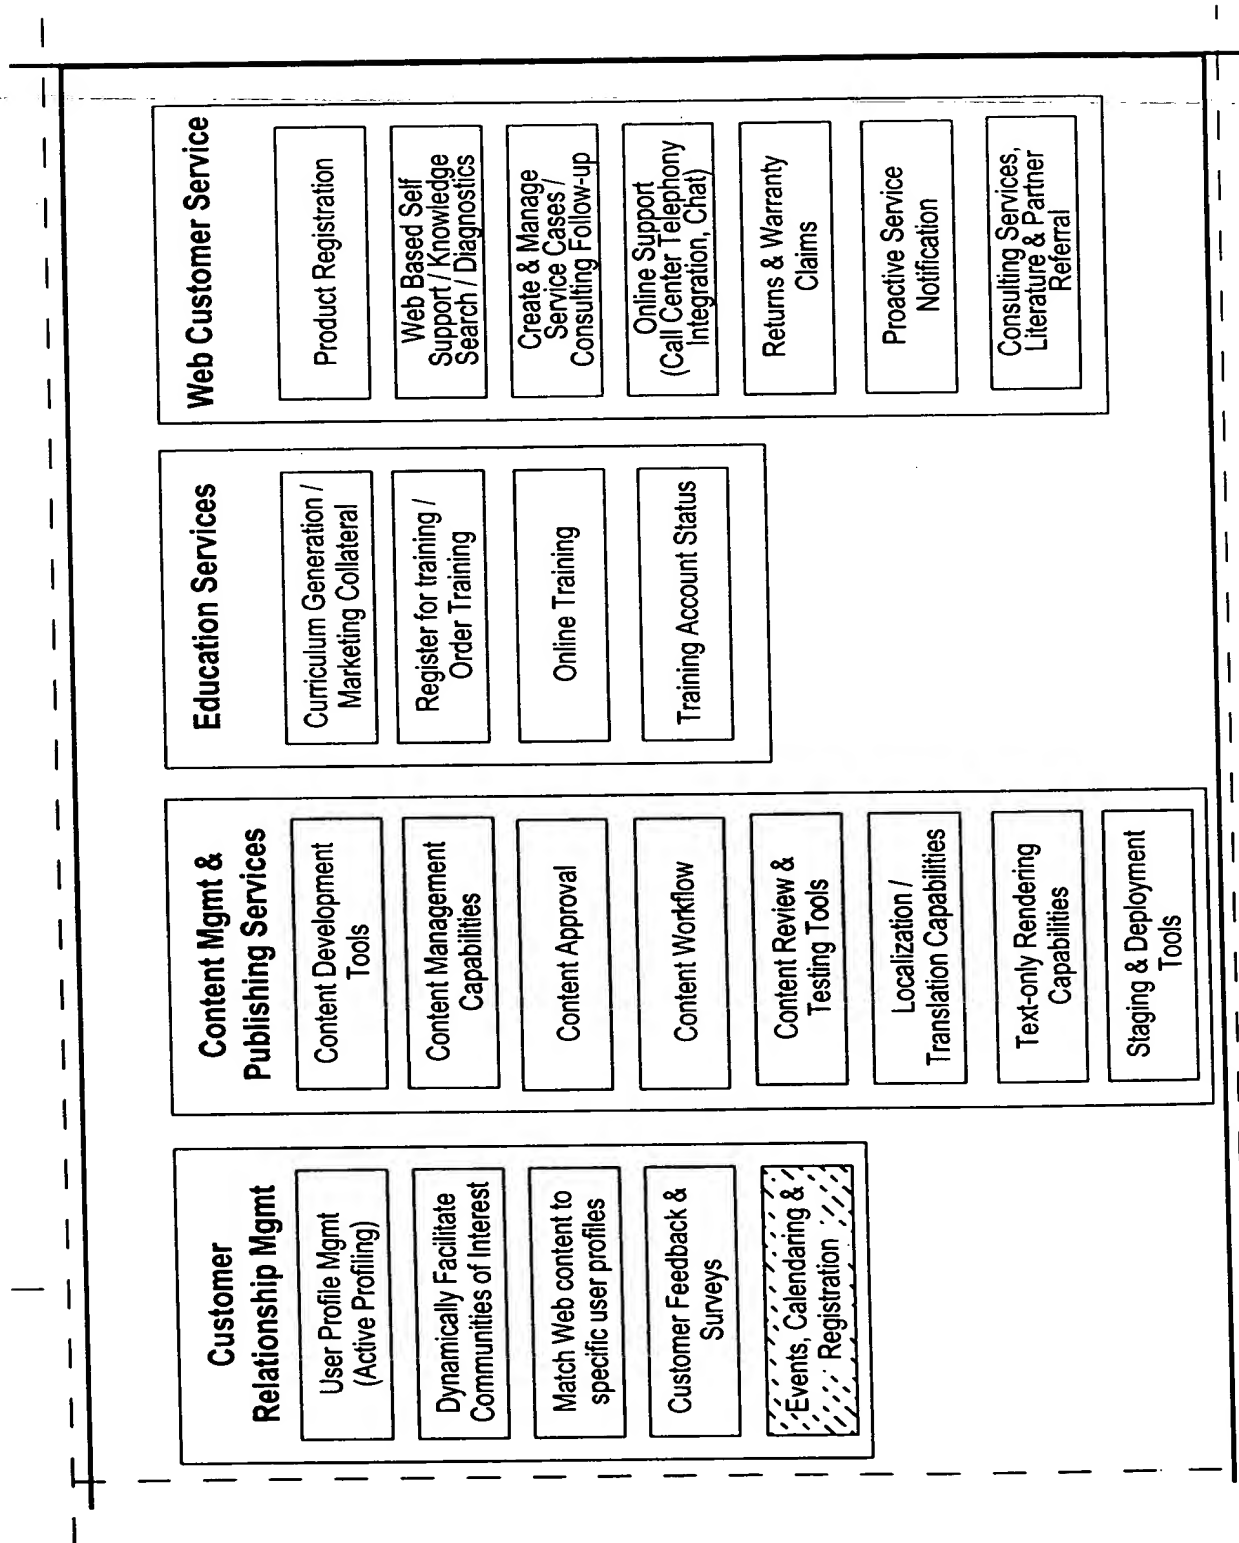 Customer
Relationship Mgmt
User Profile Mgmt
(Active Profiling)
Dynamically Facilitate
Communities of Interest
Match Web content to
specific user profiles
Customer Feedback &
Surveys
Events, Calendaring &
Registration
Content Mgmt &
Publishing Services
Content Development
Tools
Content Management
Capabilities
Content Approval
Content Workflow
Content Review &
Testing Tools
Localization /
Translation Capabilities
Text-only Rendering
Capabilities
Staging & Deployment
Tools
Education Services
Curriculum Generation /
Marketing Collateral
Register for training /
Order Training
Online Training
Training Account Status
Web Customer Service
Product Registration
Web Based Self
Support / Knowledge
Search / Diagnostics
Create & Manage
Service Cases /
Consulting Follow-up
Online Support
(Call Center Telephony
Integration, Chat)
Returns & Warranty
Claims
Proactive Service
Notification
Consulting Services,
Literature & Partner
Referral